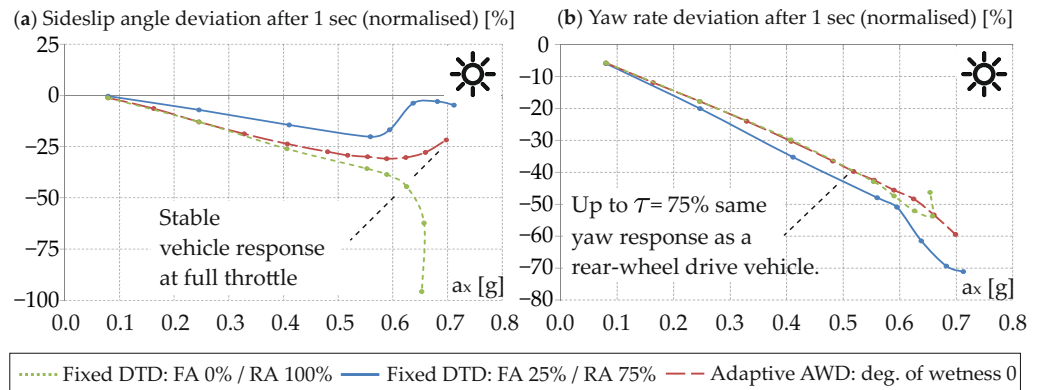 (a) Sideslip angle deviation after 1 sec (normalised) [%]
25
0
−25
−50
−75
−100
0.0 0.1 0.2 0.3 0.4 0.5 0.6 0.7 0.8
Stable
vehicle response
at full throttle
ax [g]
(b) Yaw rate deviation after 1 sec (normalised) [%]
0
−10
−20
−30
−40
−50
−60
−70
−80
0.0 0.1 0.2 0.3 0.4 0.5 0.6 0.7 0.8
Up to τ = 75% same
yaw response as a
rear-wheel drive vehicle.
ax [g]
Fixed DTD: FA 0% / RA 100% Fixed DTD: FA 25% / RA 75% Adaptive AWD: deg. of wetness 0